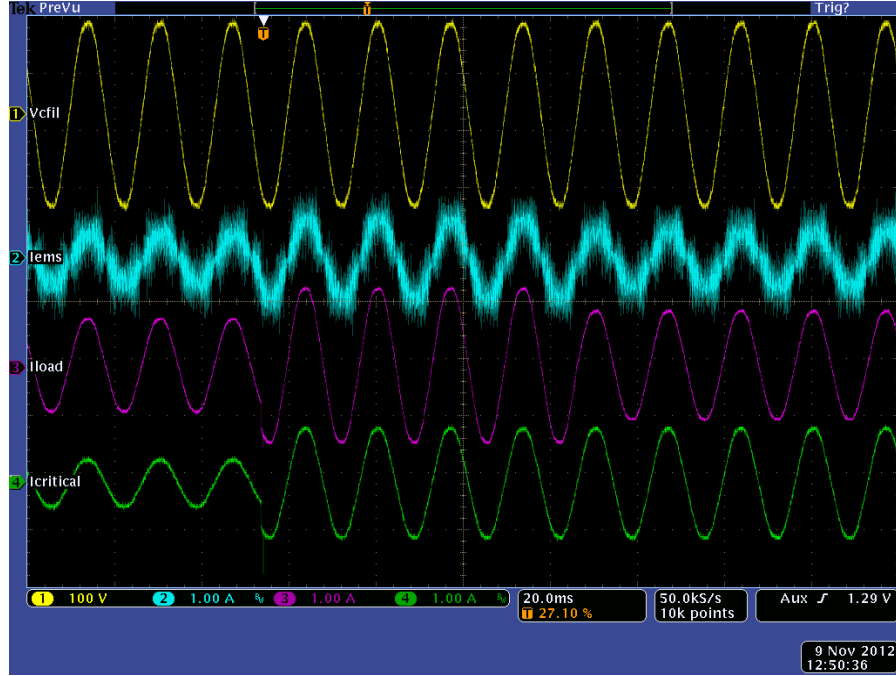 Tek PreVu Trig?
T
T
1 Vcfil
2 Iems
3 Iload
4 Icritical
1 100 V 2 1.00 A BW 3 1.00 A 4 1.00 A BW 20.0ms 50.0kS/s Aux 1.29 V
T 27.10 % 10k points
9 Nov 2012
12:50:36